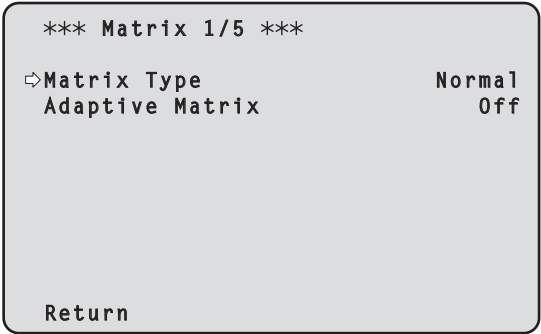 *** Matrix 1/5 ***
⇨Matrix Type Normal
Adaptive Matrix Off
Return